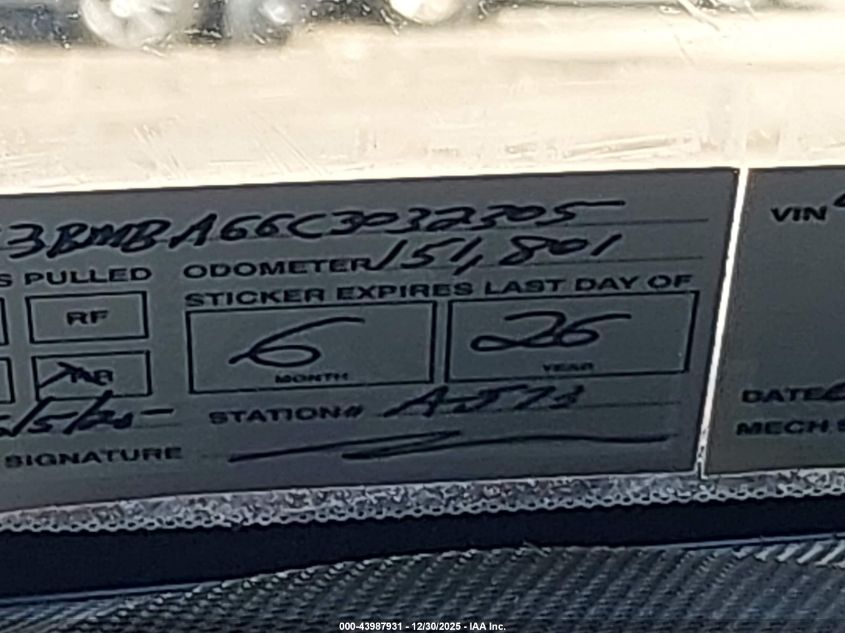 3BMBA66C3032305
VIN
S PULLED
ODOMETER 151,801
STICKER EXPIRES LAST DAY OF
RF
6
MONTH
26
YEAR
STATION#
DATE
MECH
SIGNATURE
000-43987931 - 12/30/2025 - IAA Inc.